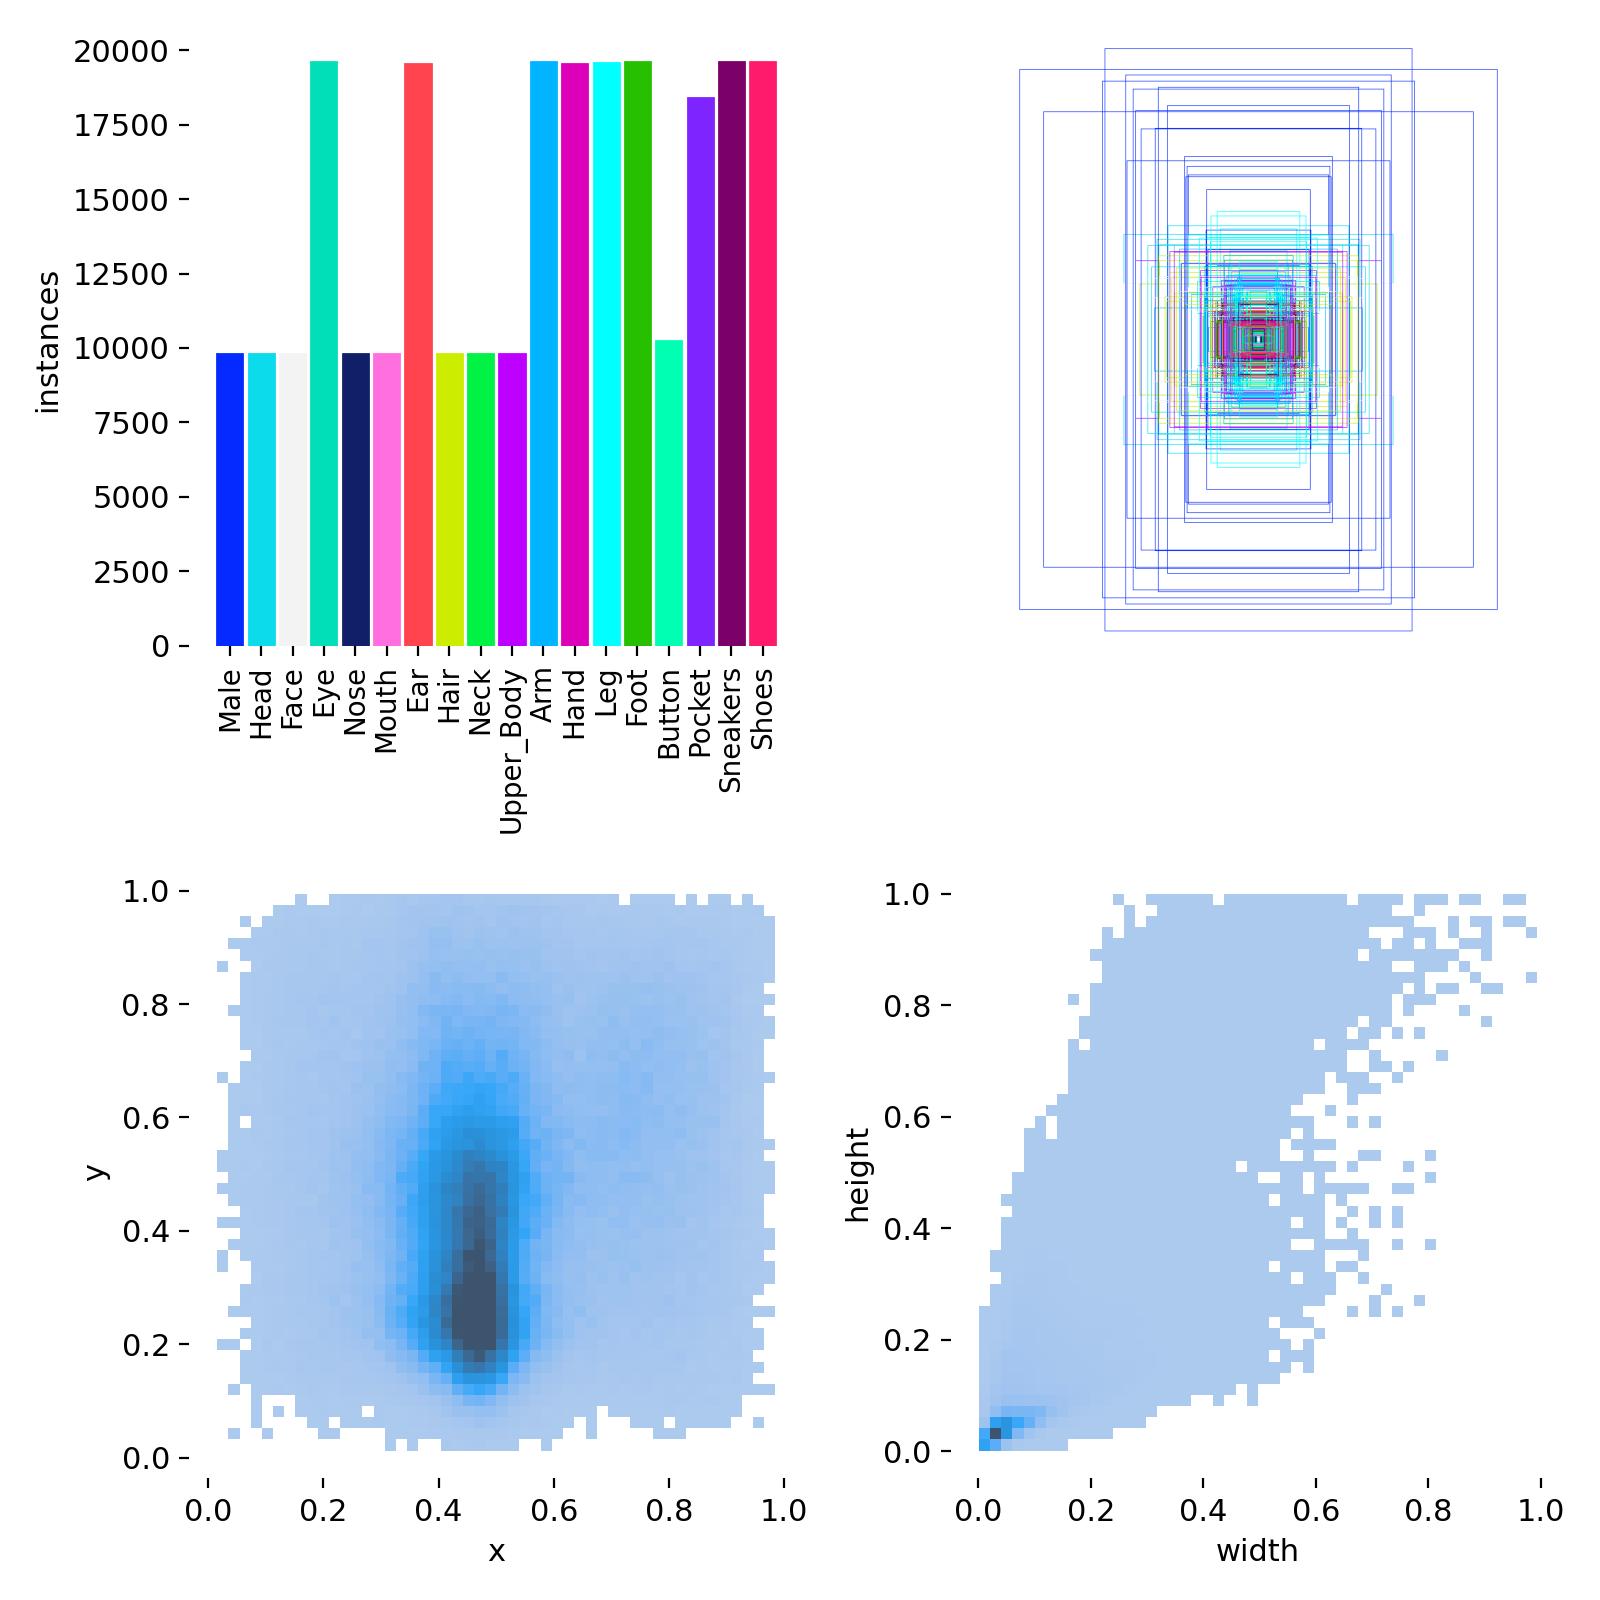 20000
17500
15000
12500
10000
7500
5000
2500
0
instances
Male
Head
Face
Eye
Nose
Mouth
Ear
Hair
Neck
Upper_Body
Arm
Hand
Leg
Foot
Button
Pocket
Sneakers
Shoes
1.0
0.8
0.6
0.4
0.2
0.0
y
0.0 0.2 0.4 0.6 0.8 1.0
x
1.0
0.8
0.6
0.4
0.2
0.0
height
0.0 0.2 0.4 0.6 0.8 1.0
width